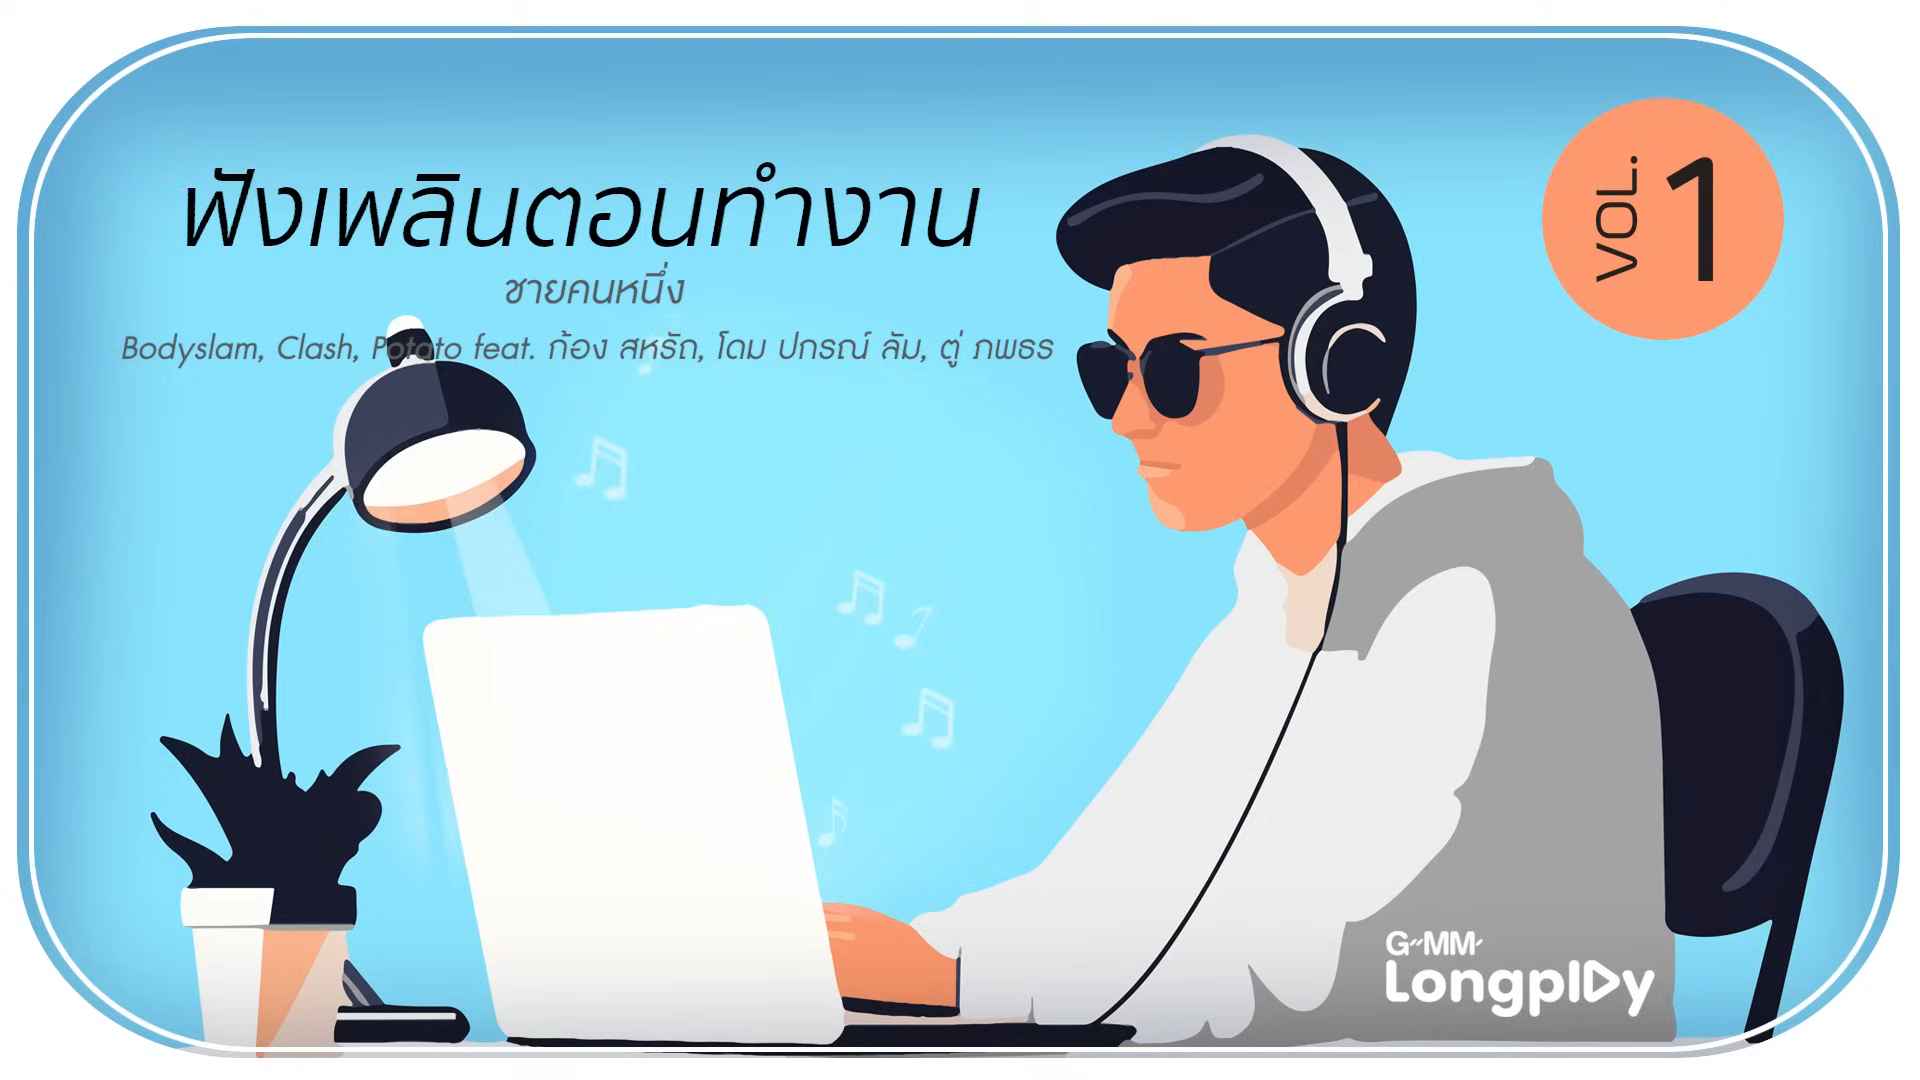 ฟังเพลินตอนทำงาน
ชายคนหนึ่ง
Bodyslam, Clash, Potato feat. ก้อง สหรัถ, โดม ปกรณ์ ลัม, ตู่ ภพธร
VOL. 1
GMM
Longplay